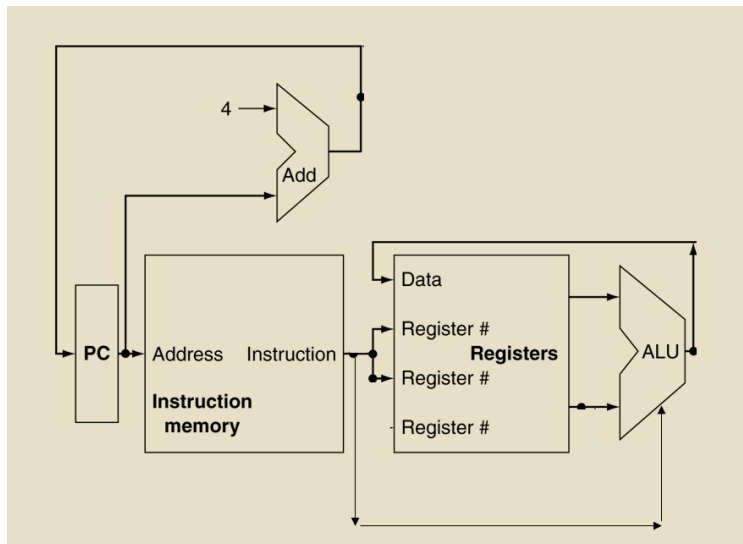 4
Add
Data
Register #
PC
Address
Instruction
Registers
ALU
Register #
Instruction
memory
Register #